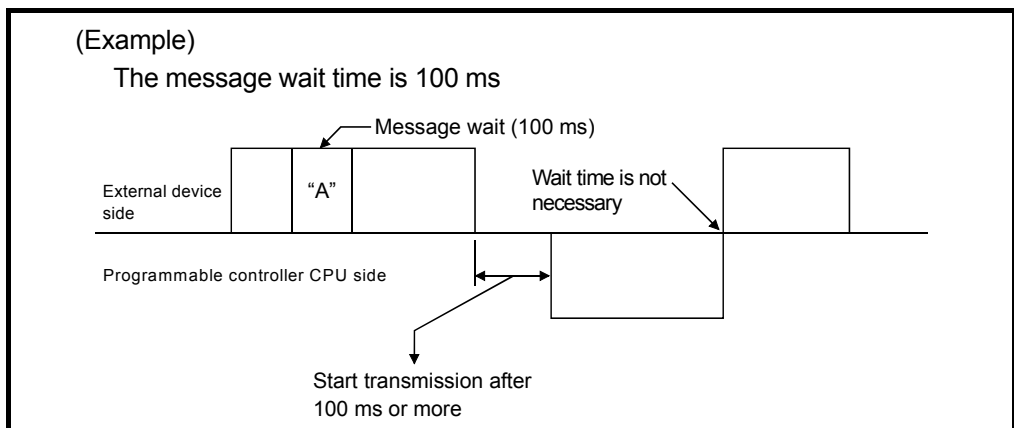 (Example)
The message wait time is 100 ms
Message wait (100 ms)
External device
side
“A”
Wait time is not
necessary
Programmable controller CPU side
Start transmission after
100 ms or more